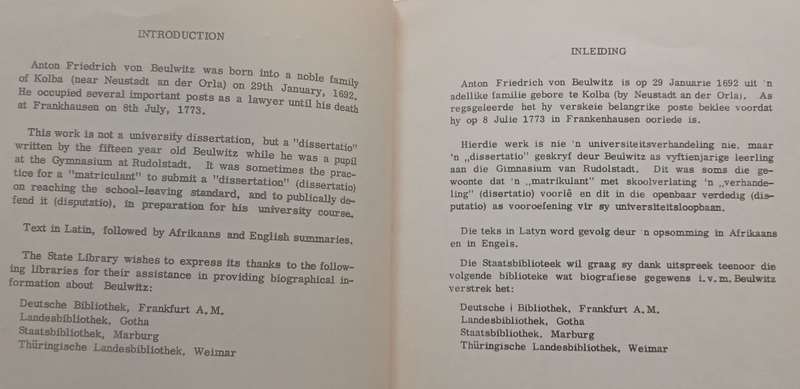 INTRODUCTION
Anton Friedrich von Beulwitz was born into a noble family
of Kolba (near Neustadt an der Orla) on 29th January, 1692.
He occupied several important posts as a lawyer until his death
at Frankhausen on 8th July, 1773.
This work is not a university dissertation, but a "dissertatio"
written by the fifteen year old Beulwitz while he was a pupil
at the Gymnasium at Rudolstadt. It was sometimes the prac-
tice for a "matriculant" to submit a "dissertation" (dissertatio)
on reaching the school-leaving standard, and to publically de-
fend it (disputatio), in preparation for his university course.
Text in Latin, followed by Afrikaans and English summaries.
The State Library wishes to express its thanks to the follow-
ing libraries for their assistance in providing biographical in-
formation about Beulwitz:
Deutsche Bibliothek, Frankfurt A.M.
Landesbibliothek, Gotha
Staatsbibliothek, Marburg
Thüringische Landesbibliothek, Weimar
INLEIDING
Anton Friedrich von Beulwitz is op 29 Januarie 1692 uit 'n
adellike familie gebore te Kolba (by Neustadt an der Orla). As
regsgeleerde het hy verskeie belangrike poste beklee voordat
hy op 8 Julie 1773 in Frankenhausen oorlede is.
Hierdie werk is nie 'n universiteitsverhandeling nie, maar
'n „dissertatio" geskryf deur Beulwitz as vyftienjarige leerling
aan die Gimnasium van Rudolstadt. Dit was soms die ge-
woonte dat 'n „matrikulant" met skoolverlating 'n „verhande-
ling" (disertatio) voorlê en dit in die openbaar verdedig (dis-
putatio) as vooroefening vir sy universiteitsloopbaan.
Die teks in Latyn word gevolg deur 'n opsomming in Afrikaans
en in Engels.
Die Staatsbiblioteek wil graag sy dank uitspreek teenoor die
volgende biblioteke wat biografiese gegewens i.v.m. Beulwitz
verstrek het:
Deutsche i Bibliothek, Frankfurt A.M.
Landesbibliothek, Gotha
Staatsbibliothek, Marburg
Thüringische Landesbibliothek, Weimar